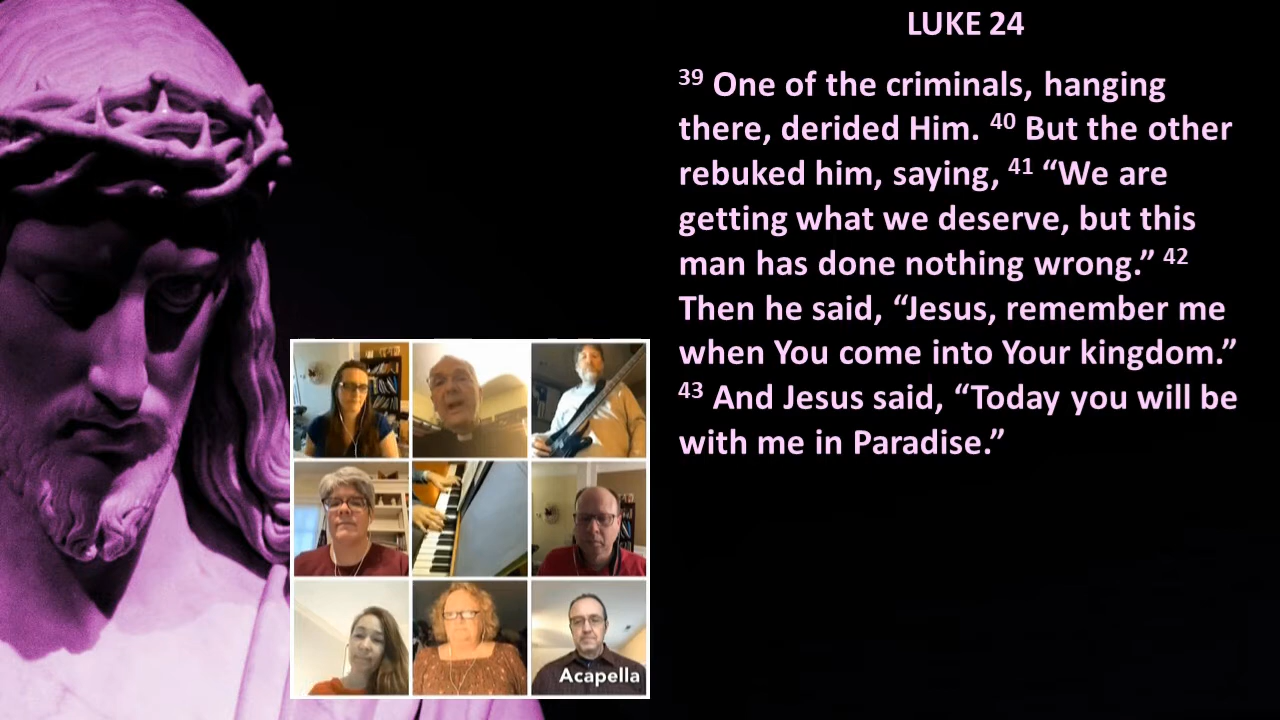 LUKE 24
39 One of the criminals, hanging
there, derided Him. 40 But the other
rebuked him, saying, 41 “We are
getting what we deserve, but this
man has done nothing wrong.” 42
Then he said, “Jesus, remember me
when You come into Your kingdom.”
43 And Jesus said, “Today you will be
with me in Paradise.”
Acapella